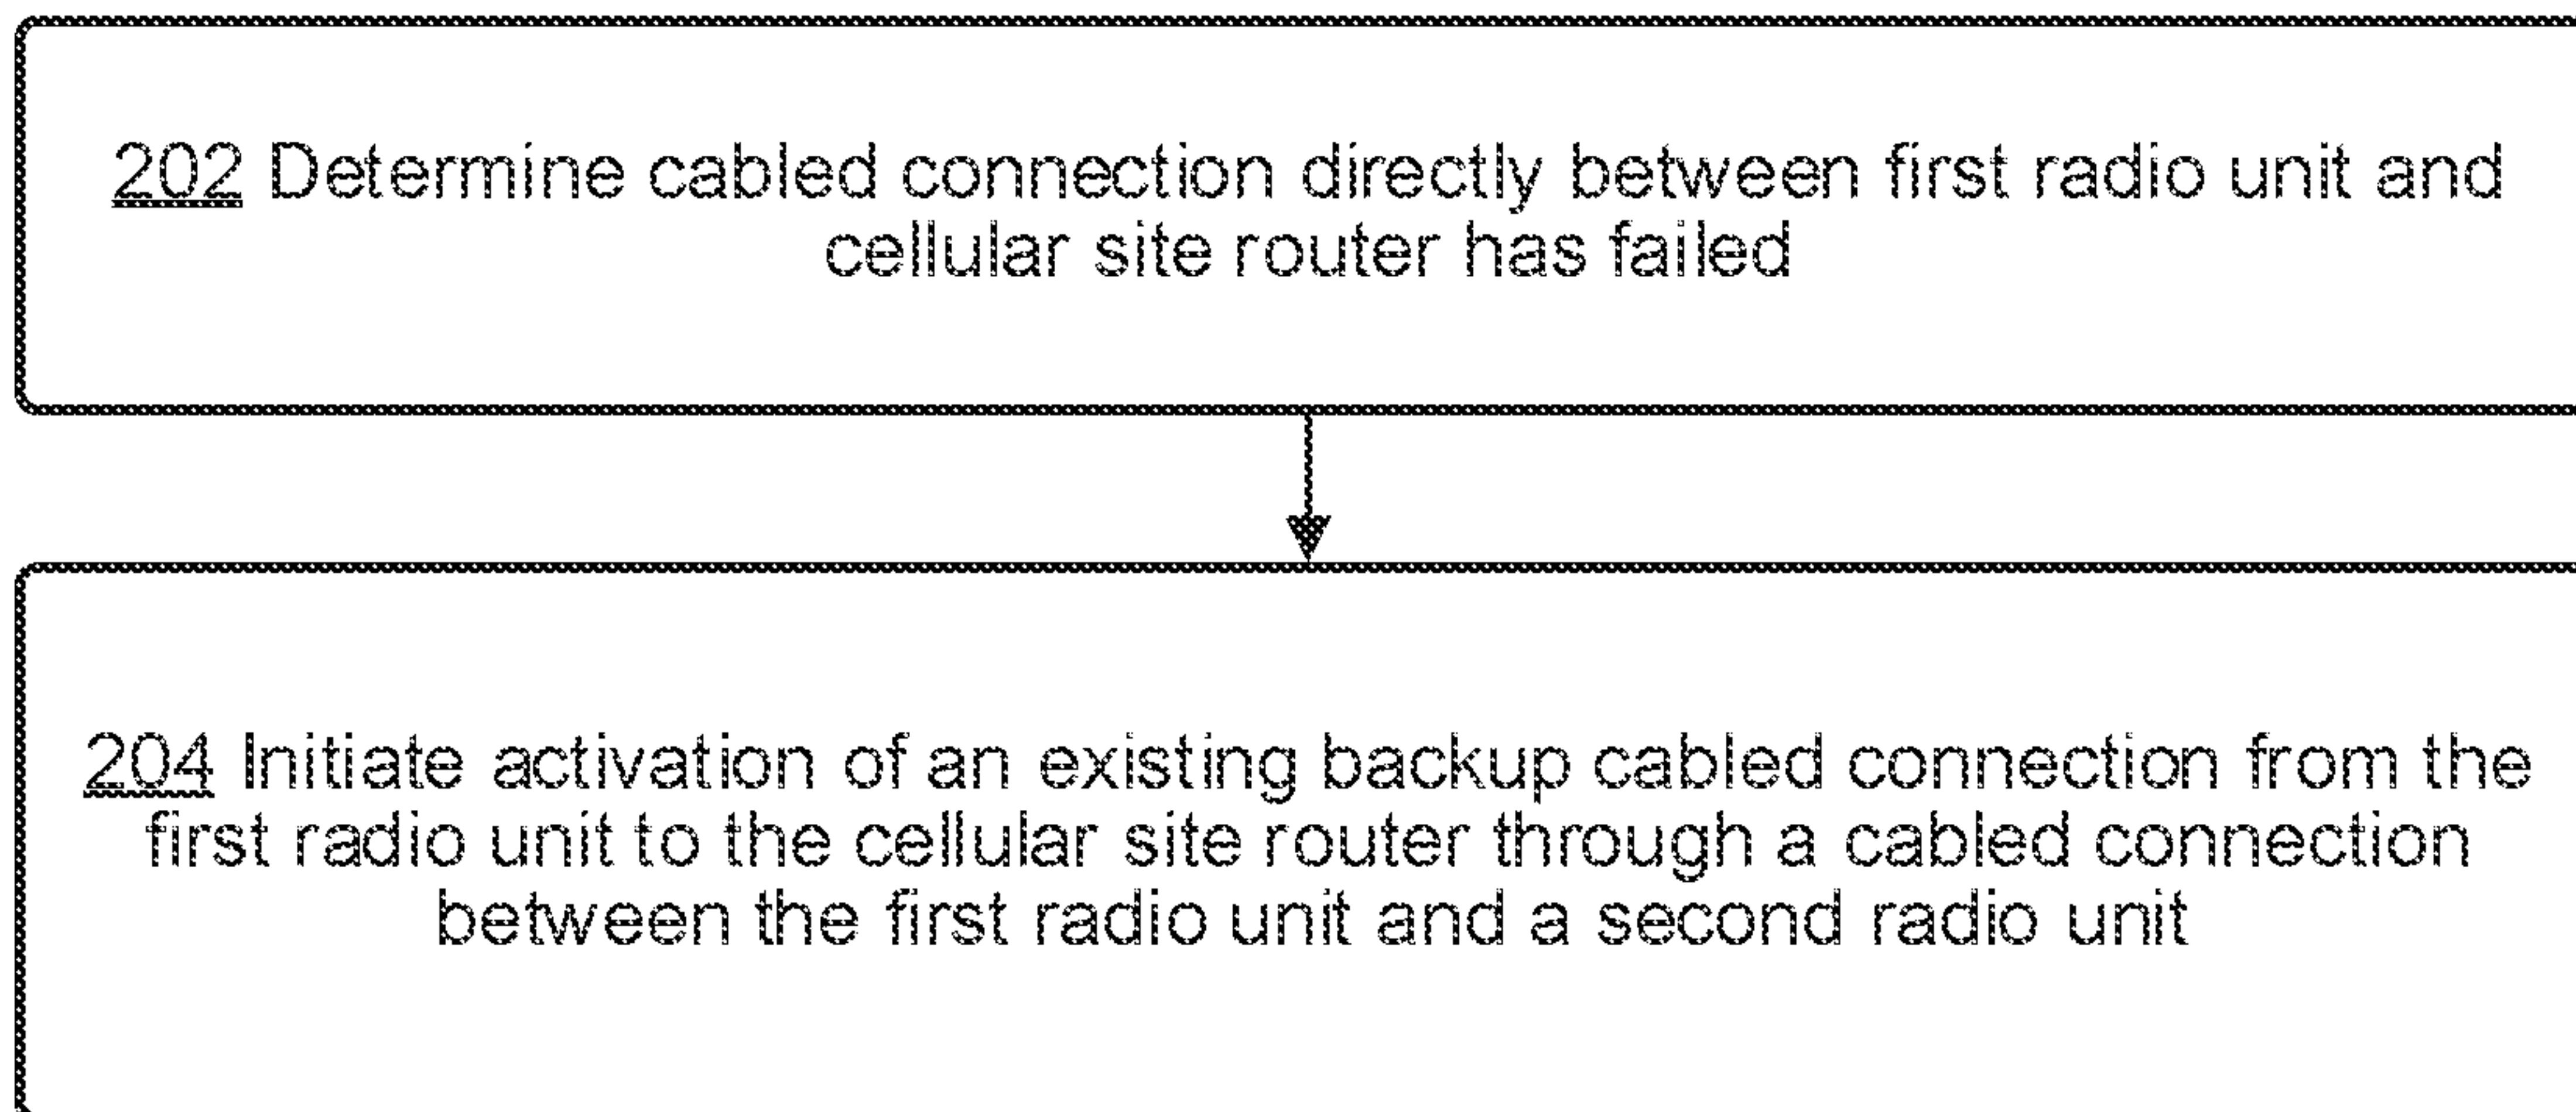 202 Determine cabled connection directly between first radio unit and
cellular site router has failed
204 Initiate activation of an existing backup cabled connection from the
first radio unit to the cellular site router through a cabled connection
between the first radio unit and a second radio unit